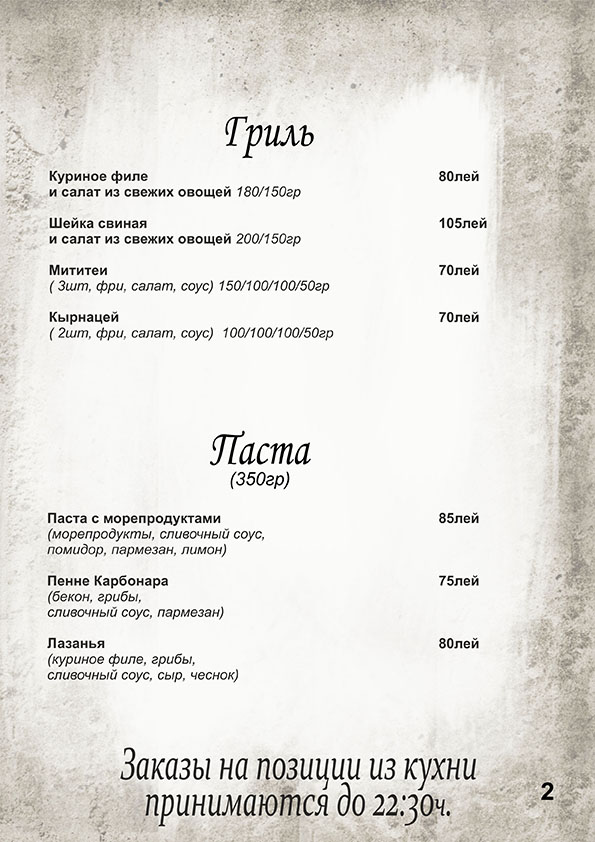 Гриль
Куриное филе 80лей
и салат из свежих овощей 180/150гр
Шейка свиная 105лей
и салат из свежих овощей 200/150гр
Мититеи 70лей
( 3шт, фри, салат, соус) 150/100/100/50гр
Кырнацей 70лей
( 2шт, фри, салат, соус) 100/100/100/50гр
Паста
(350гр)
Паста с морепродуктами 85лей
(морепродукты, сливочный соус,
помидор, пармезан, лимон)
Пенне Карбонара 75лей
(бекон, грибы,
сливочный соус, пармезан)
Лазанья 80лей
(куриное филе, грибы,
сливочный соус, сыр, чеснок)
Заказы на позиции из кухни
принимаются до 22:30ч.
2